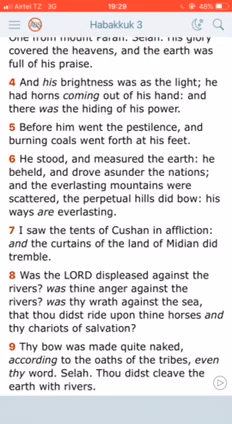 Airtel TZ 3G 19:29 48%
Habakkuk 3
One from mount Paran. Selah. His glory
covered the heavens, and the earth was
full of his praise.
4 And his brightness was as the light; he
had horns coming out of his hand: and
there was the hiding of his power.
5 Before him went the pestilence, and
burning coals went forth at his feet.
6 He stood, and measured the earth: he
beheld, and drove asunder the nations;
and the everlasting mountains were
scattered, the perpetual hills did bow: his
ways are everlasting.
7 I saw the tents of Cushan in affliction:
and the curtains of the land of Midian did
tremble.
8 Was the LORD displeased against the
rivers? was thine anger against the
rivers? was thy wrath against the sea,
that thou didst ride upon thine horses and
thy chariots of salvation?
9 Thy bow was made quite naked,
according to the oaths of the tribes, even
thy word. Selah. Thou didst cleave the
earth with rivers.